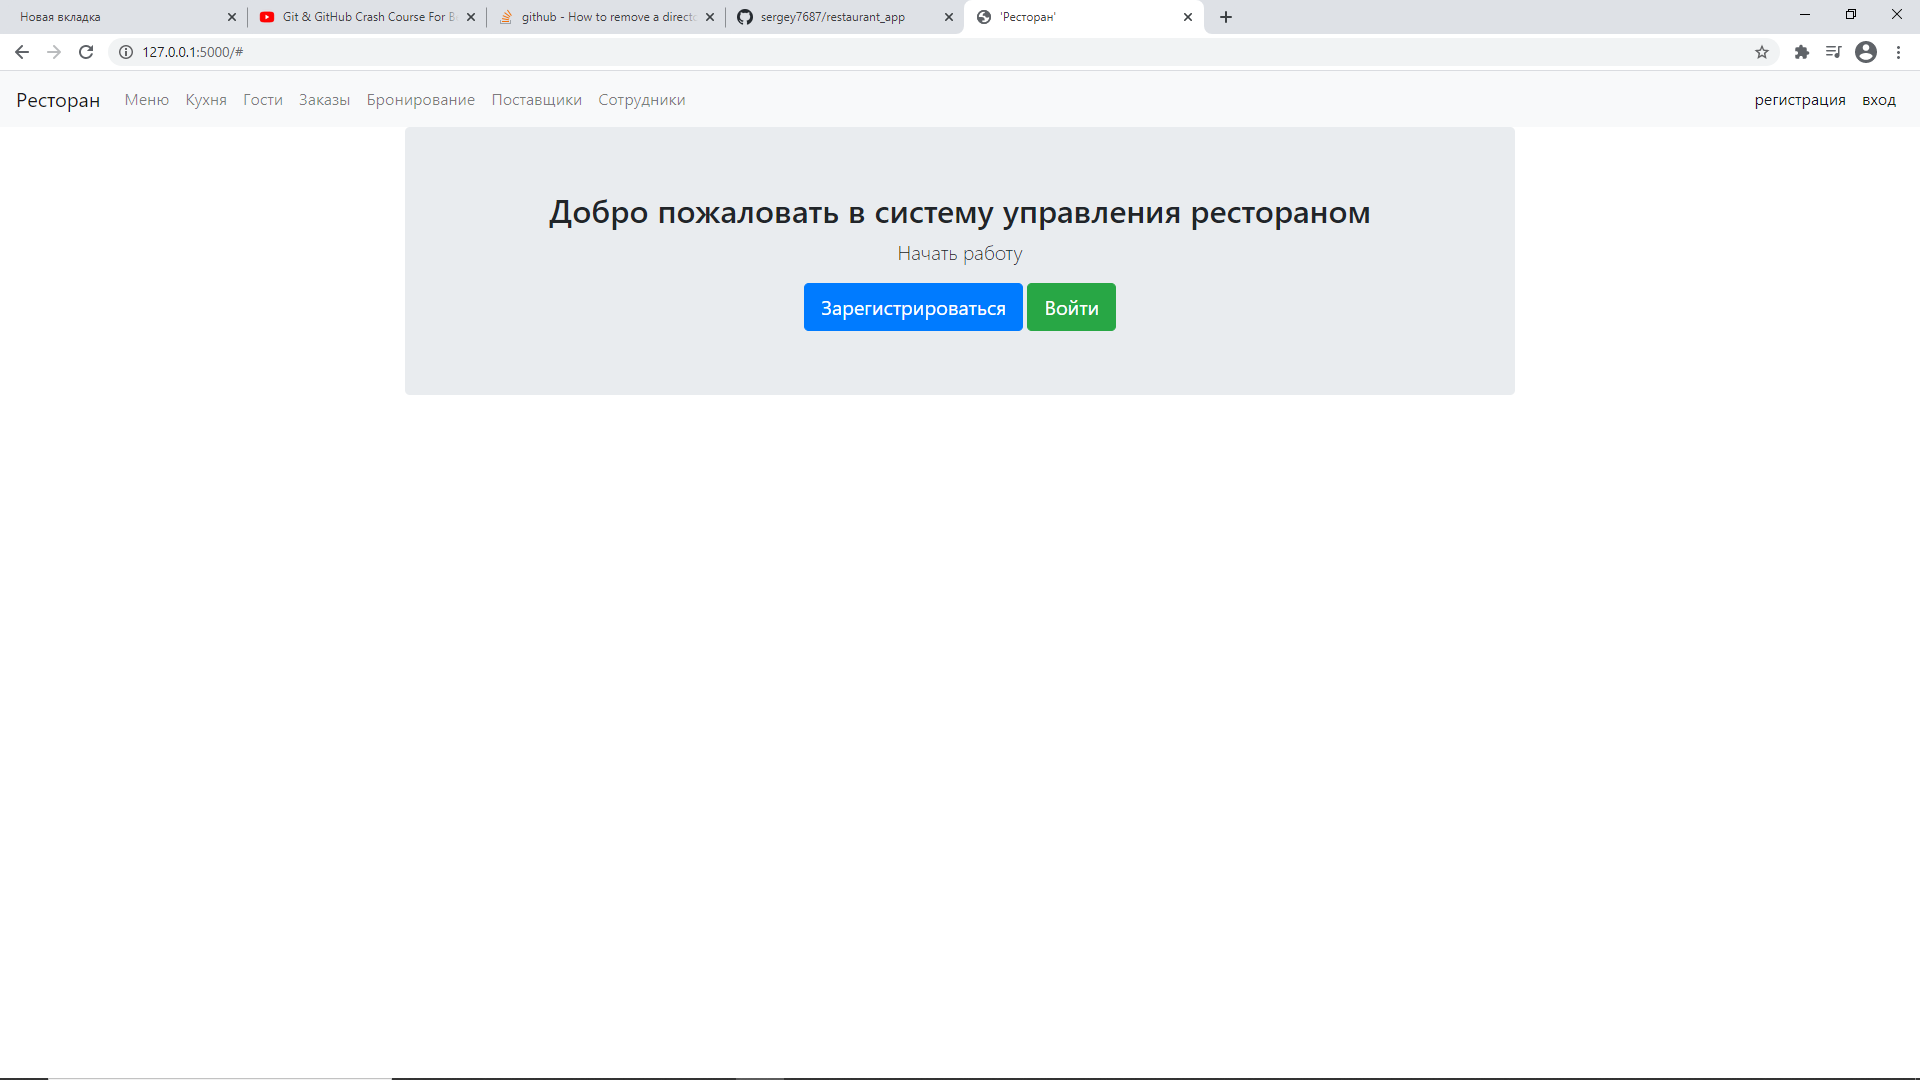 Новая вкладка
Git & GitHub Crash Course For B
github - How to remove a direct
sergey7687/restaurant_app
'Ресторан'
127.0.0.1:5000/#
Ресторан Меню Кухня Гости Заказы Бронирование Поставщики Сотрудники регистрация вход
Добро пожаловать в систему управления рестораном
Начать работу
Зарегистрироваться Войти